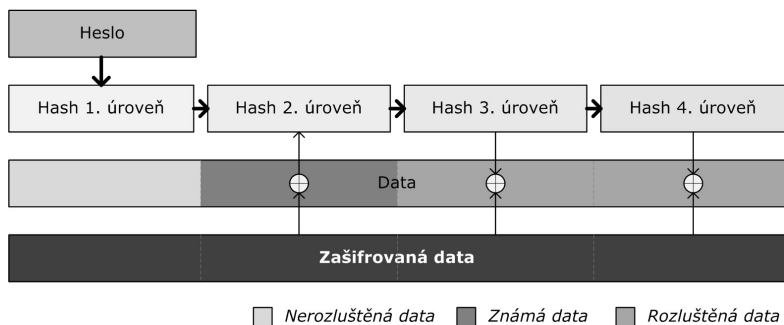 Heslo
Hash 1. úroveň
Hash 2. úroveň
Hash 3. úroveň
Hash 4. úroveň
Data
Zašifrovaná data
Nerozluštěná data
Známá data
Rozluštěná data